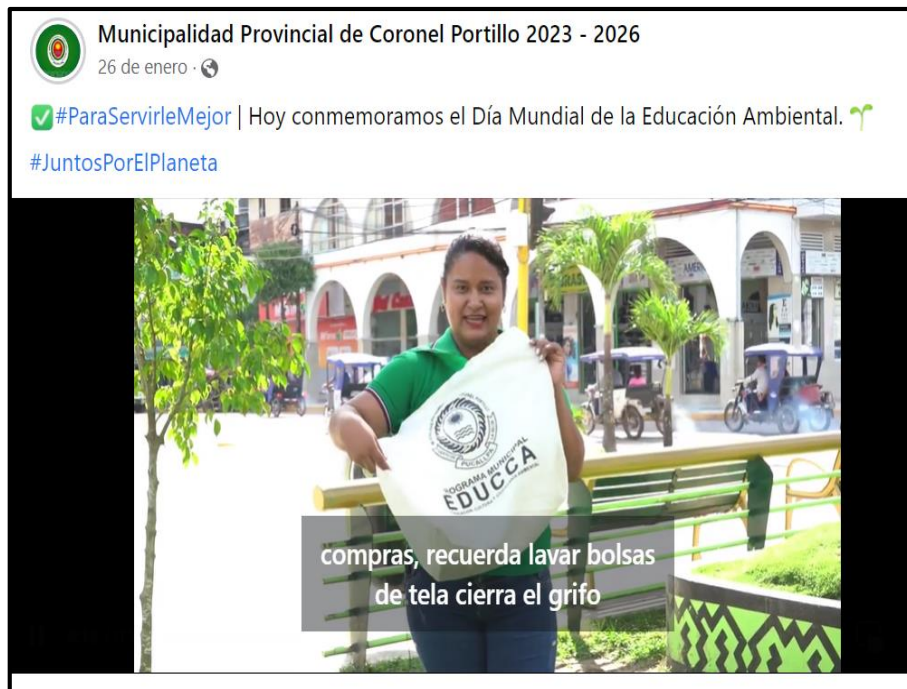 Municipalidad Provincial de Coronel Portillo 2023 - 2026
26 de enero ·
#ParaServirleMejor | Hoy conmemoramos el Día Mundial de la Educación Ambiental.
#JuntosPorElPlaneta
AMERI
PUCALLPA
PROGRAMA MUNICIPAL
EDUCCA
compras, recuerda lavar bolsas
de tela cierra el grifo